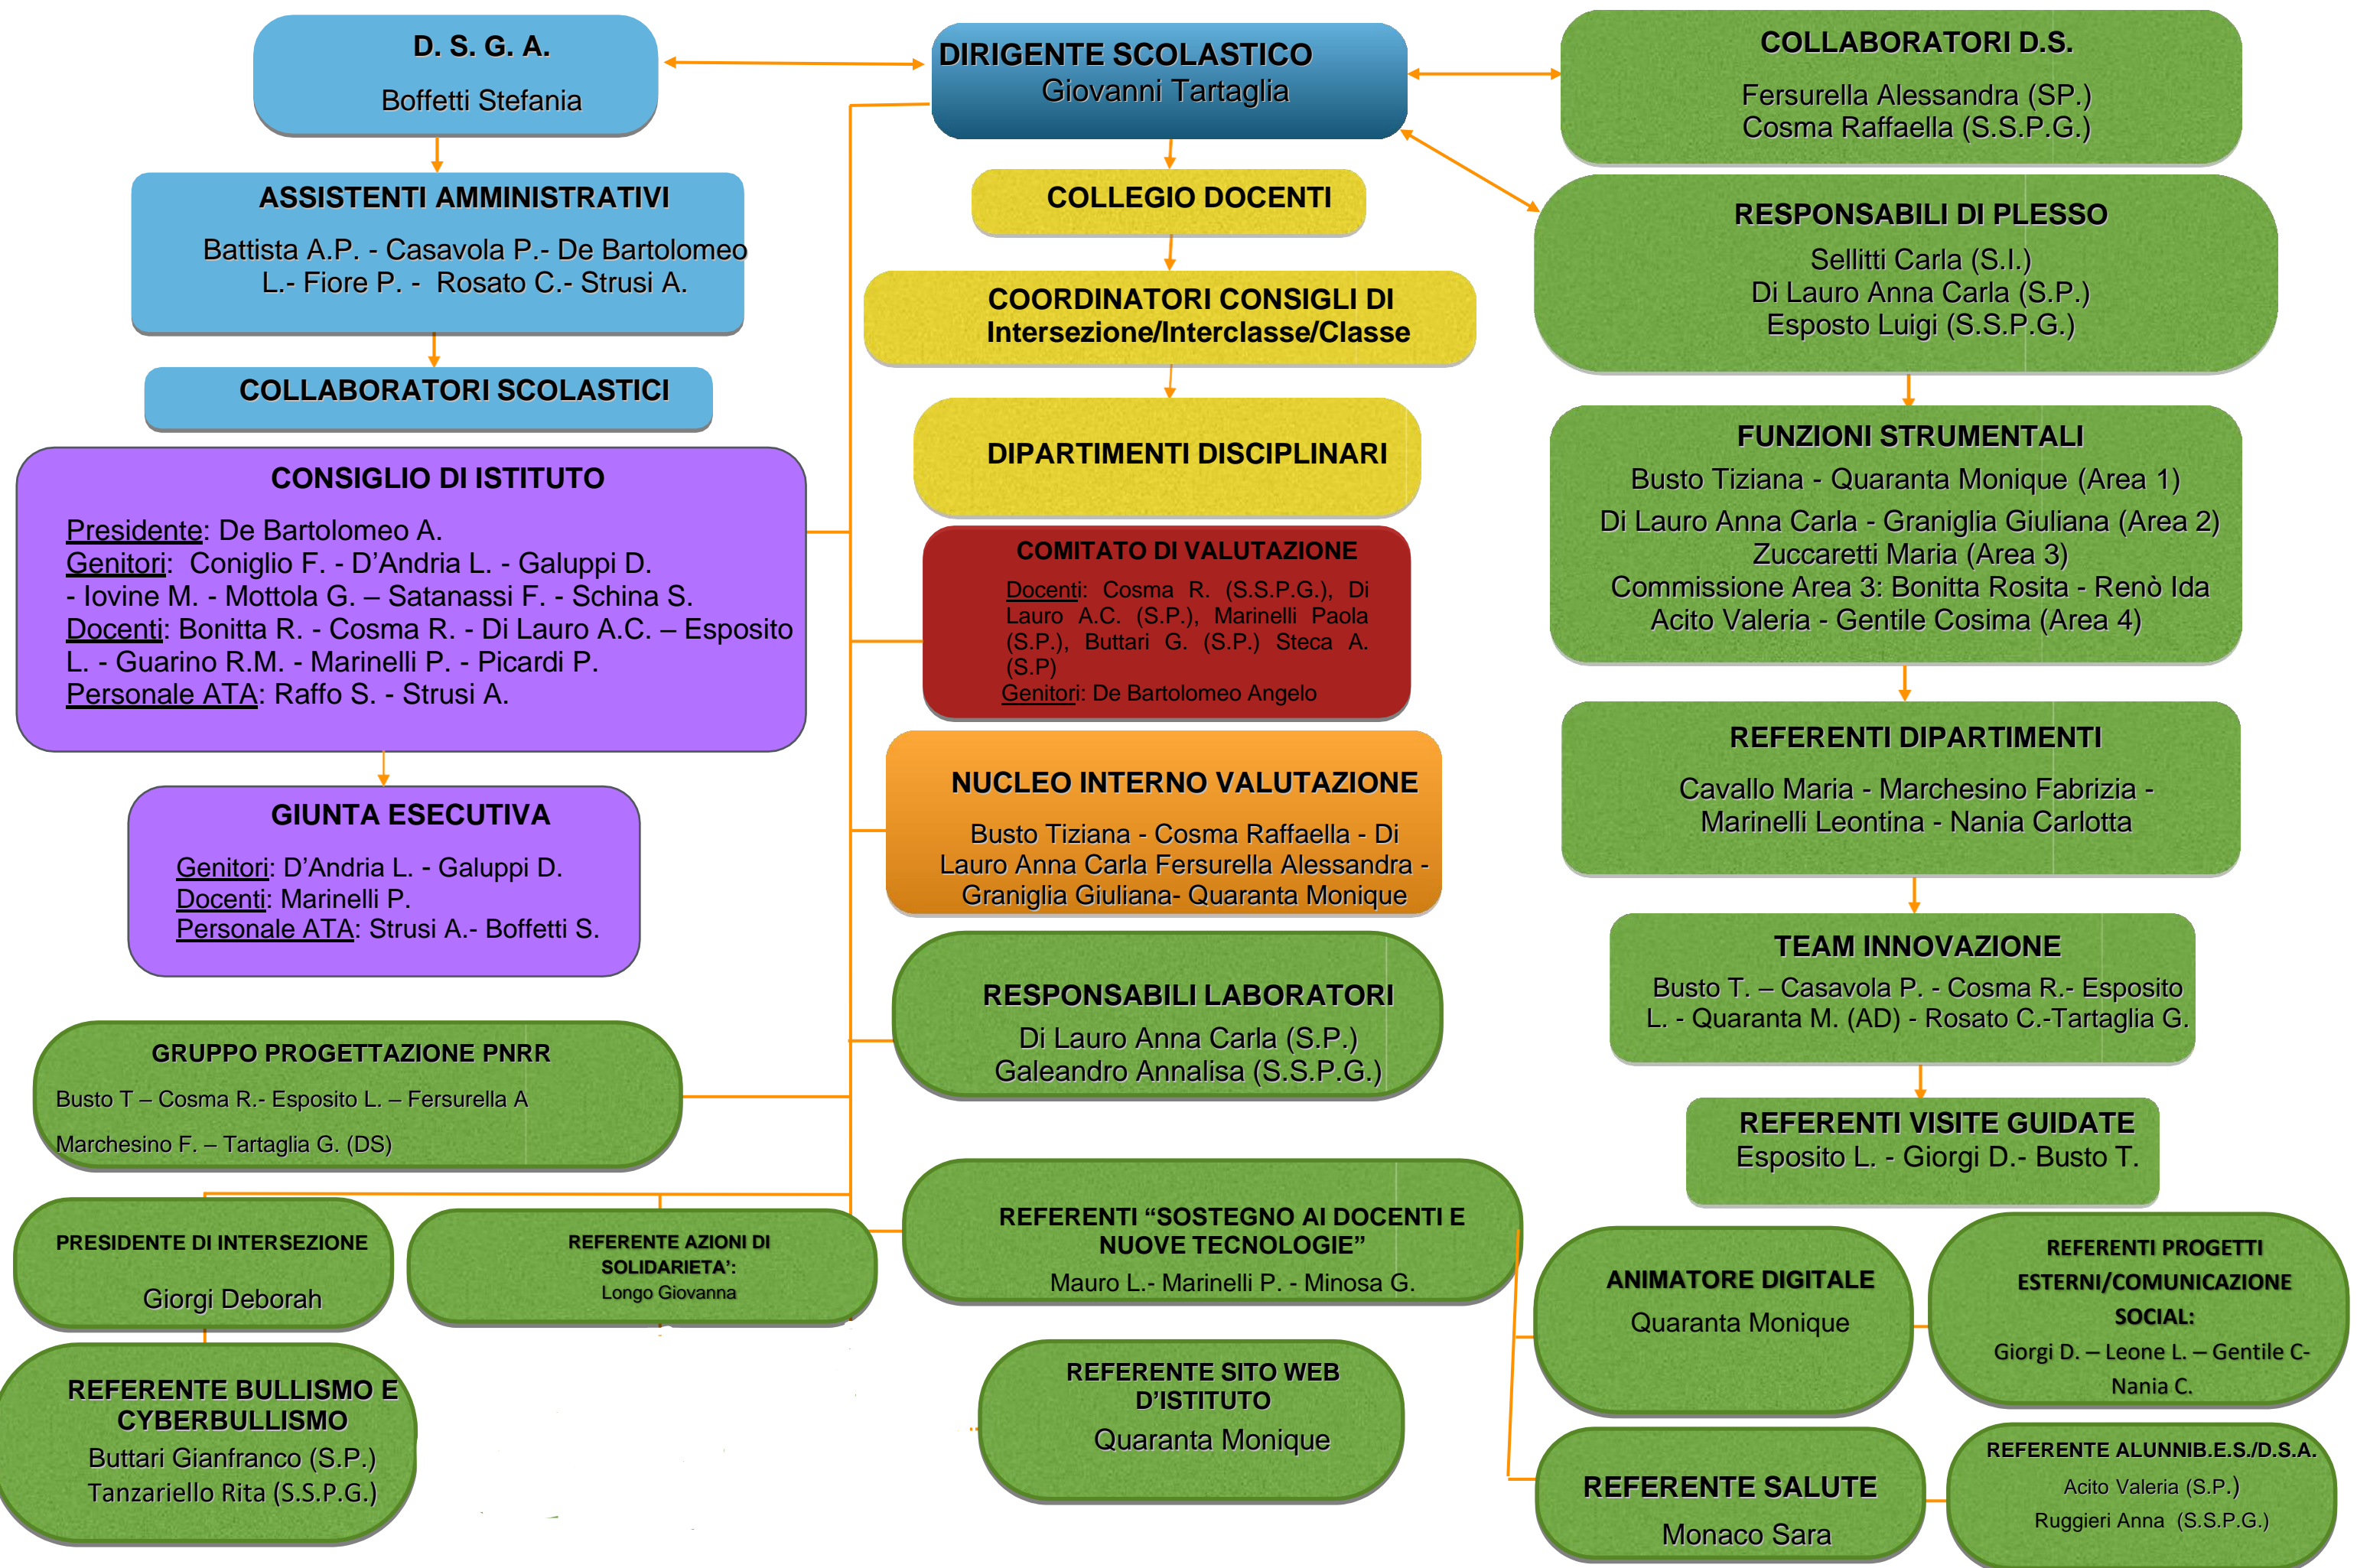 D. S. G. A.
Boffetti Stefania
DIRIGENTE SCOLASTICO
Giovanni Tartaglia
COLLABORATORI D.S.
Fersurella Alessandra (SP.)
Cosma Raffaella (S.S.P.G.)
ASSISTENTI AMMINISTRATIVI
Battista A.P. - Casavola P.- De Bartolomeo
L.- Fiore P. - Rosato C.- Strusi A.
COLLEGIO DOCENTI
RESPONSABILI DI PLESSO
Sellitti Carla (S.I.)
Di Lauro Anna Carla (S.P.)
Esposto Luigi (S.S.P.G.)
COORDINATORI CONSIGLI DI
Intersezione/Interclasse/Classe
COLLABORATORI SCOLASTICI
DIPARTIMENTI DISCIPLINARI
FUNZIONI STRUMENTALI
Busto Tiziana - Quaranta Monique (Area 1)
Di Lauro Anna Carla - Graniglia Giuliana (Area 2)
Zuccaretti Maria (Area 3)
Commissione Area 3: Bonitta Rosita - Renò Ida
Acito Valeria - Gentile Cosima (Area 4)
CONSIGLIO DI ISTITUTO
Presidente: De Bartolomeo A.
Genitori: Coniglio F. - D'Andria L. - Galuppi D.
- Iovine M. - Mottola G. – Satanassi F. - Schina S.
Docenti: Bonitta R. - Cosma R. - Di Lauro A.C. – Esposito
L. - Guarino R.M. - Marinelli P. - Picardi P.
Personale ATA: Raffo S. - Strusi A.
COMITATO DI VALUTAZIONE
Docenti: Cosma R. (S.S.P.G.), Di
Lauro A.C. (S.P.), Marinelli Paola
(S.P.), Buttari G. (S.P.) Steca A.
(S.P)
Genitori: De Bartolomeo Angelo
REFERENTI DIPARTIMENTI
Cavallo Maria - Marchesino Fabrizia -
Marinelli Leontina - Nania Carlotta
NUCLEO INTERNO VALUTAZIONE
Busto Tiziana - Cosma Raffaella - Di
Lauro Anna Carla Fersurella Alessandra -
Graniglia Giuliana- Quaranta Monique
GIUNTA ESECUTIVA
Genitori: D'Andria L. - Galuppi D.
Docenti: Marinelli P.
Personale ATA: Strusi A.- Boffetti S.
TEAM INNOVAZIONE
Busto T. – Casavola P. - Cosma R.- Esposito
L. - Quaranta M. (AD) - Rosato C.-Tartaglia G.
RESPONSABILI LABORATORI
Di Lauro Anna Carla (S.P.)
Galeandro Annalisa (S.S.P.G.)
GRUPPO PROGETTAZIONE PNRR
Busto T – Cosma R.- Esposito L. – Fersurella A
Marchesino F. – Tartaglia G. (DS)
REFERENTI VISITE GUIDATE
Esposito L. - Giorgi D.- Busto T.
PRESIDENTE DI INTERSEZIONE
Giorgi Deborah
REFERENTE AZIONI DI
SOLIDARIETA':
Longo Giovanna
REFERENTI “SOSTEGNO AI DOCENTI E
NUOVE TECNOLOGIE”
Mauro L.- Marinelli P. - Minosa G.
ANIMATORE DIGITALE
Quaranta Monique
REFERENTI PROGETTI
ESTERNI/COMUNICAZIONE
SOCIAL:
Giorgi D. – Leone L. – Gentile C-
Nania C.
REFERENTE BULLISMO E
CYBERBULLISMO
Buttari Gianfranco (S.P.)
Tanzariello Rita (S.S.P.G.)
REFERENTE SITO WEB
D'ISTITUTO
Quaranta Monique
REFERENTE SALUTE
Monaco Sara
REFERENTE ALUNNIB.E.S./D.S.A.
Acito Valeria (S.P.)
Ruggieri Anna (S.S.P.G.)